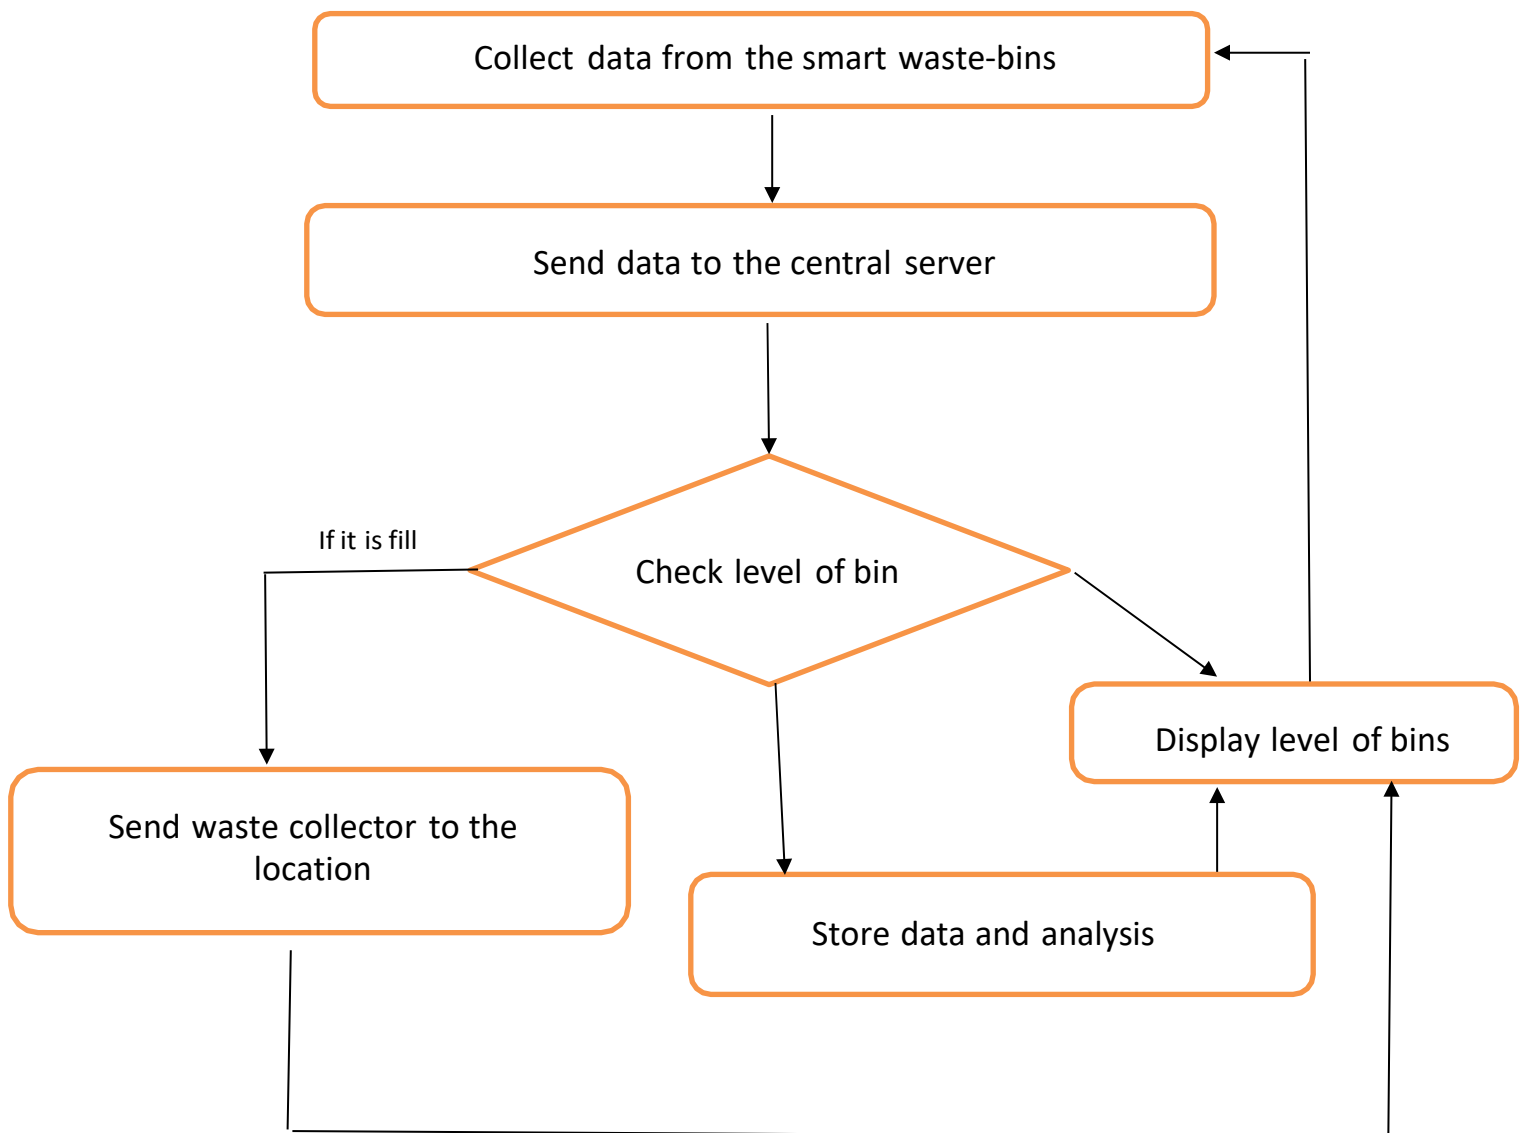 Collect data from the smart waste-bins
Send data to the central server
If it is fill
Check level of bin
Display level of bins
Send waste collector to the
location
Store data and analysis